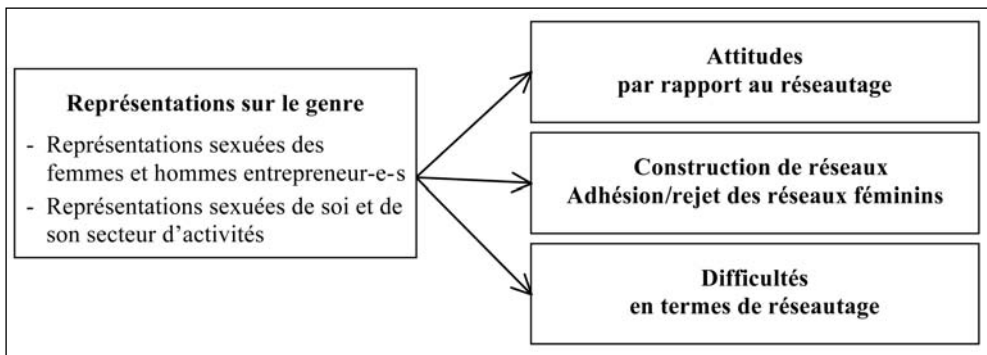 Représentations sur le genre
- Représentations sexuées des
femmes et hommes entrepreneur-e-s
- Représentations sexuées de soi et de
son secteur d'activités
Attitudes
par rapport au réseautage
Construction de réseaux
Adhésion/rejet des réseaux féminins
Difficultés
en termes de réseautage